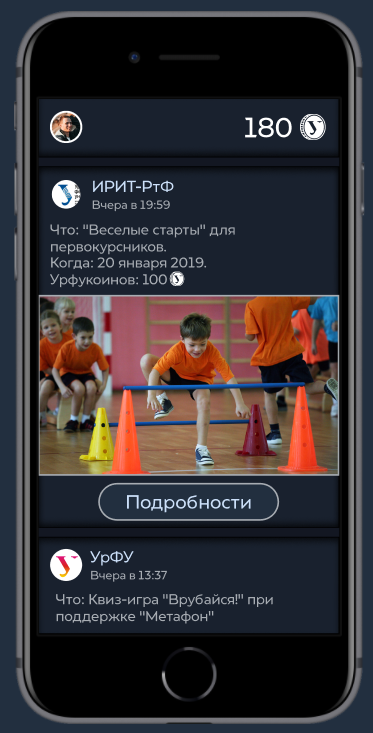 180
ИРИТ-РтФ
Вчера в 19:59
Что: "Веселые старты" для
первокурсников.
Когда: 20 января 2019.
Урфукоинов: 100
Подробности
УрФУ
Вчера в 13:37
Что: Квиз-игра "Врубайся!" при
поддержке "Метафон"